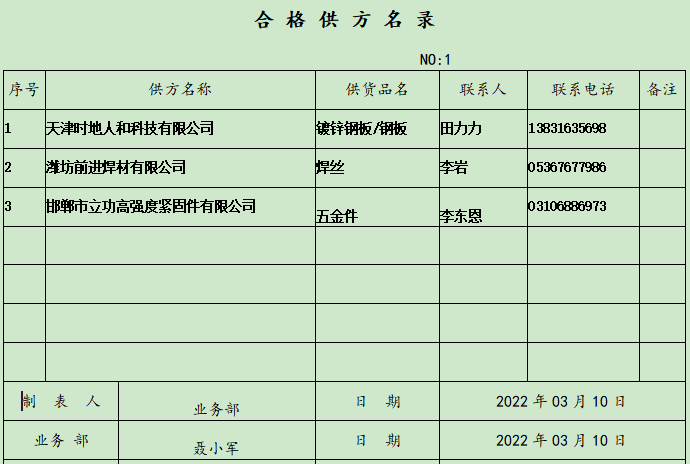 合格供方名录
NO:1
序号 供方名称 供货品名 联系人 联系电话 备注
1 天津时地人和科技有限公司 镀锌钢板/钢板 田力力 13831635698
2 潍坊前进焊材有限公司 焊丝 李岩 05367677986
3 邯郸市立功高强度紧固件有限公司 五金件 李东恩 03106886973
制 表 人 业务部 日 期 2022 年 03 月 10 日
业务 部 聂小军 日 期 2022 年 03 月 10 日